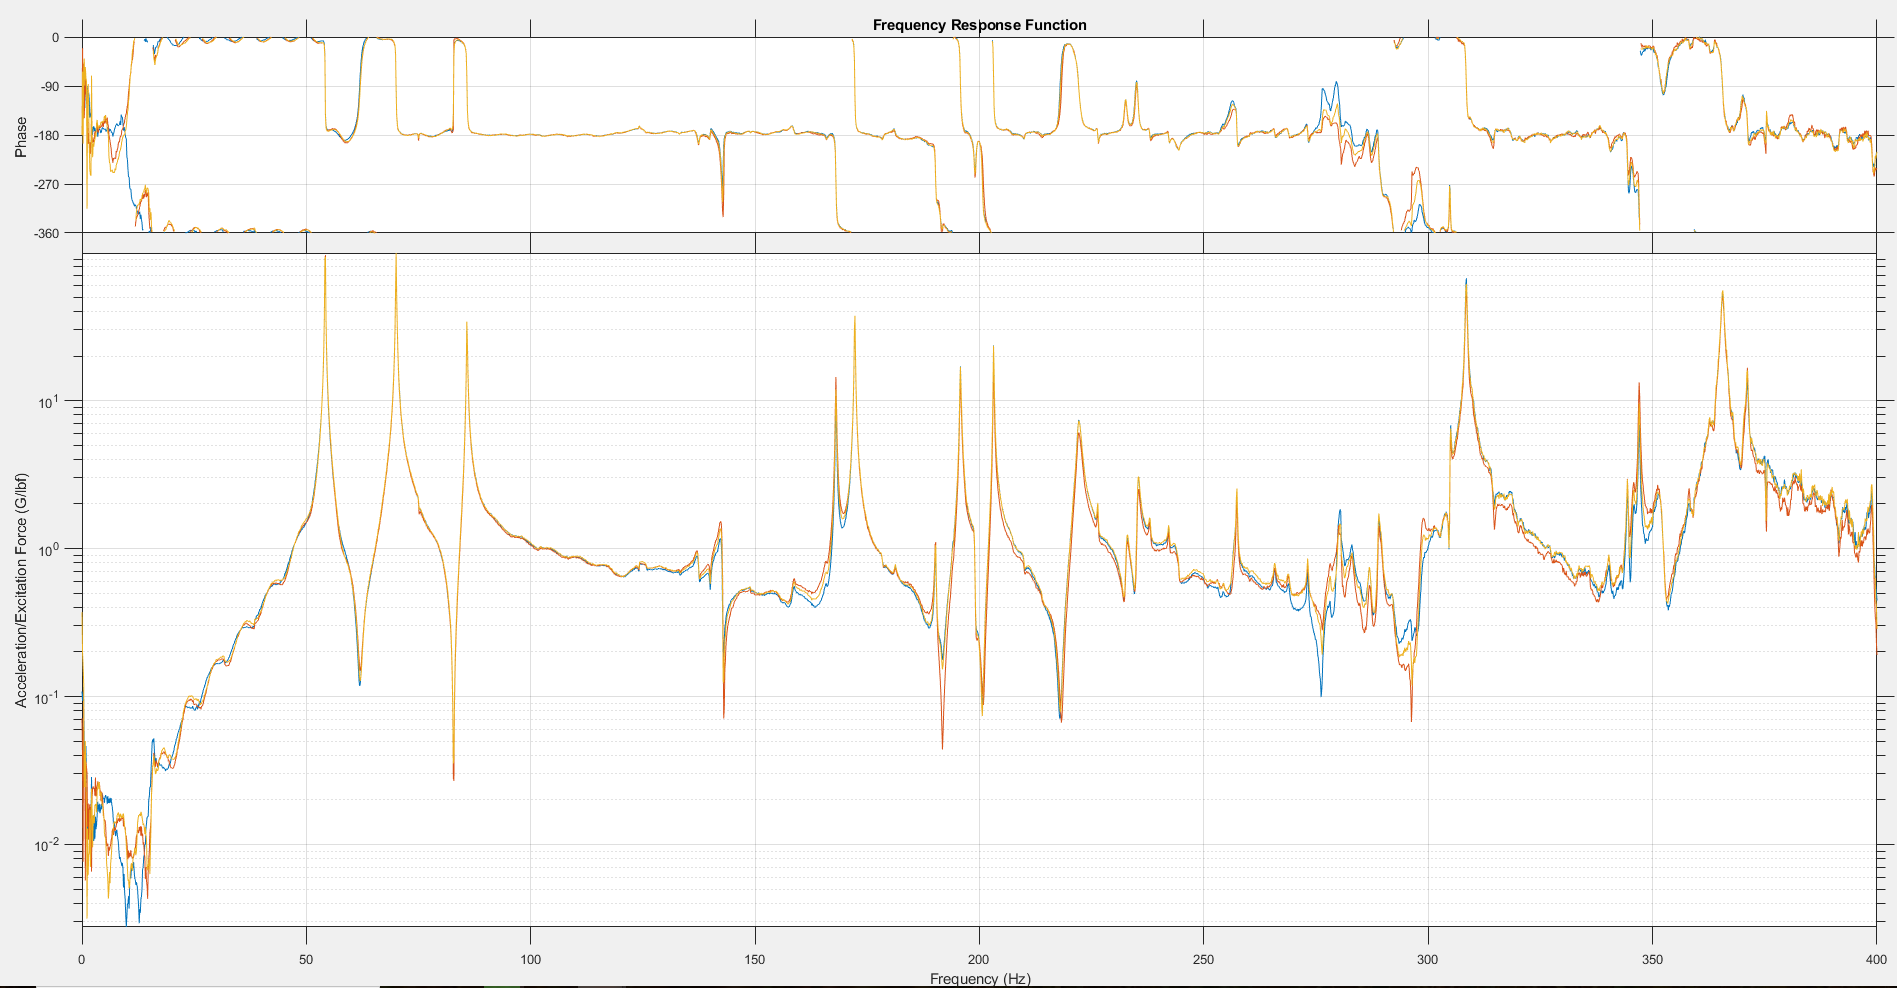 Frequency Response Function
0
-90
-180
-270
-360
Phase
10^1
10^0
10^-1
10^-2
Acceleration/Excitation Force (G/lbf)
0 50 100 150 200 250 300 350 400
Frequency (Hz)